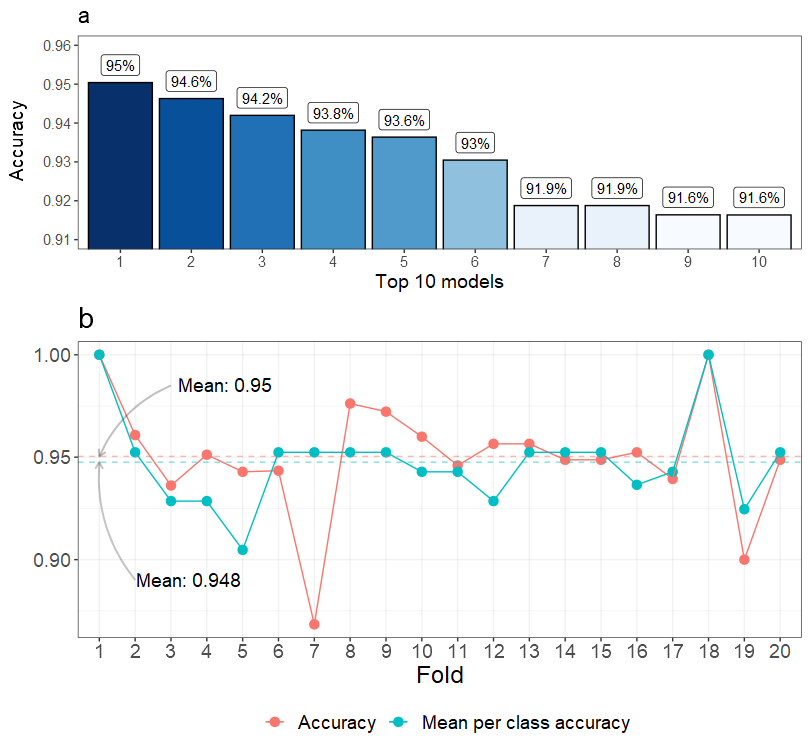 a
Accuracy
0.96
0.95
0.94
0.93
0.92
0.91
95%
94.6%
94.2%
93.8%
93.6%
93%
91.9%
91.9%
91.6%
91.6%
1 2 3 4 5 6 7 8 9 10
Top 10 models
b
1.00
0.95
0.90
Mean: 0.95
Mean: 0.948
1 2 3 4 5 6 7 8 9 10 11 12 13 14 15 16 17 18 19 20
Fold
Accuracy Mean per class accuracy